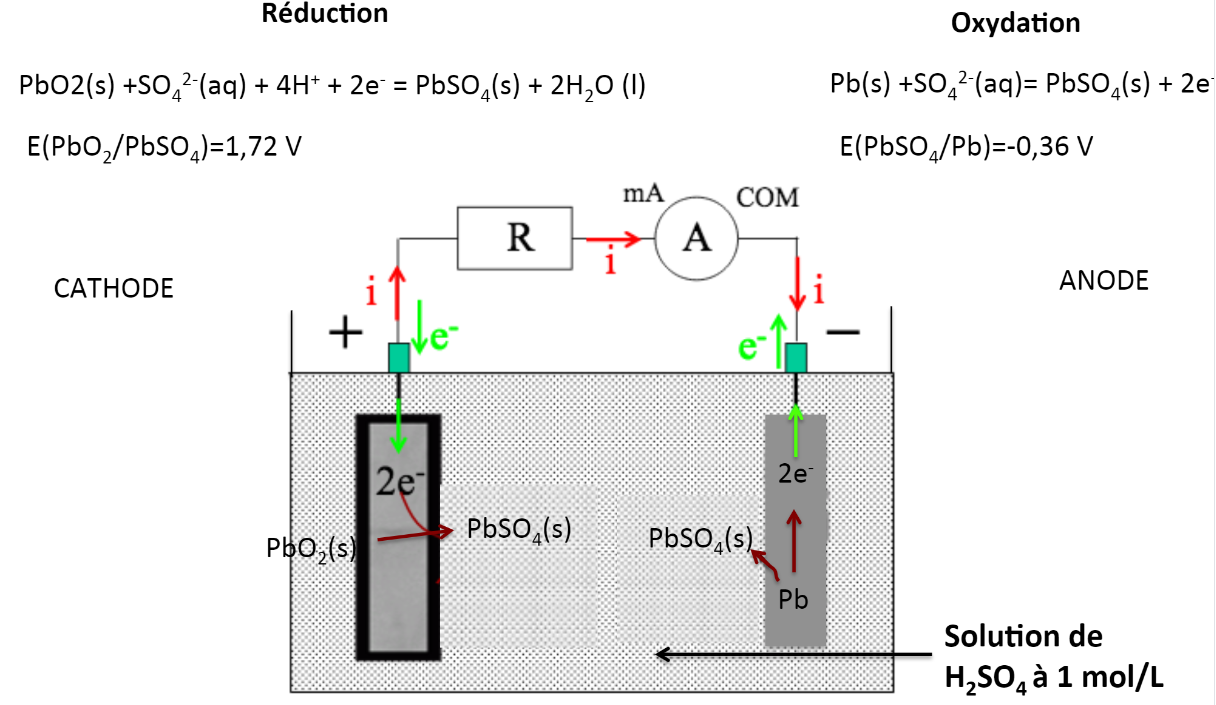 Réduction
Oxydation
PbO2(s) +SO₄²⁻(aq) + 4H⁺ + 2e⁻ = PbSO₄(s) + 2H₂O (l)
Pb(s) +SO₄²⁻(aq)= PbSO₄(s) + 2e⁻
E(PbO₂/PbSO₄)=1,72 V
E(PbSO₄/Pb)=-0,36 V
mA
COM
R
A
i
CATHODE
i
i
ANODE
+
e⁻
e⁻
−
2e⁻
2e⁻
PbO₂(s)
PbSO₄(s)
PbSO₄(s)
Pb
Solution de
H₂SO₄ à 1 mol/L